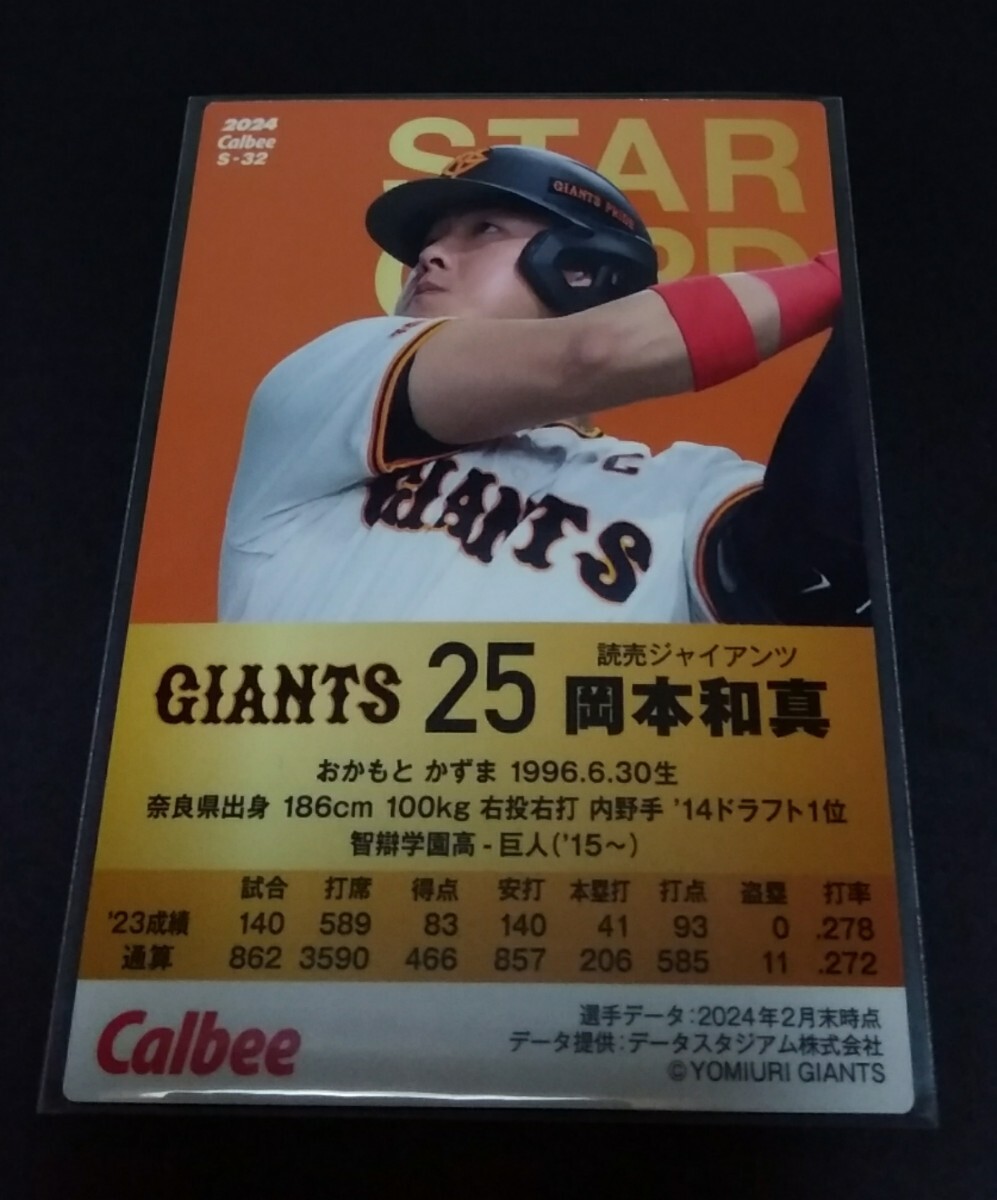 2024
Calbee
S-32
STAR
GIANTS PRIDE
GIANTS
GIANTS 25 読売ジャイアンツ
岡本和真
おかもと かずま 1996.6.30生
奈良県出身 186cm 100kg 右投右打 内野手 '14ドラフト1位
智辯学園高-巨人('15〜)
試合 打席 得点 安打 本塁打 打点 盗塁 打率
'23成績 140 589 83 140 41 93 0 .278
通算 862 3590 466 857 206 585 11 .272
Calbee
選手データ:2024年2月末時点
データ提供:データスタジアム株式会社
©YOMIURI GIANTS